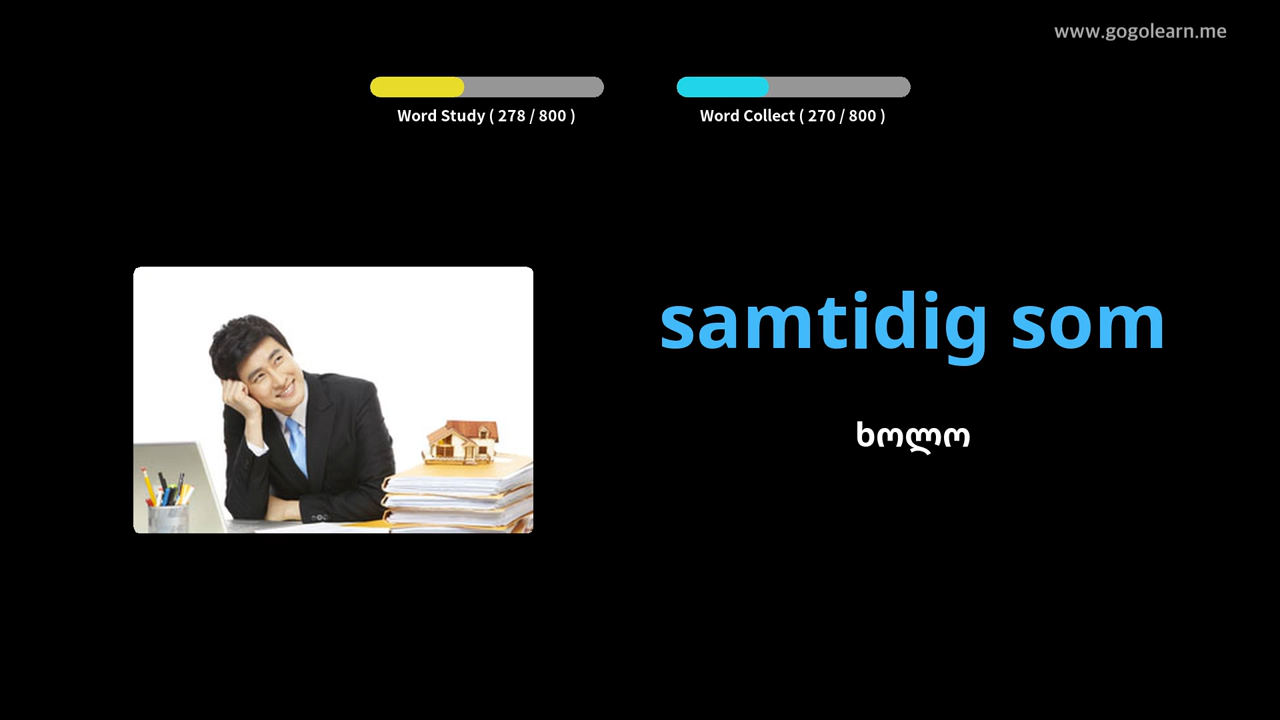 www.gogolearn.me
Word Study ( 278 / 800 )
Word Collect ( 270 / 800 )
samtidig som
ხოლო